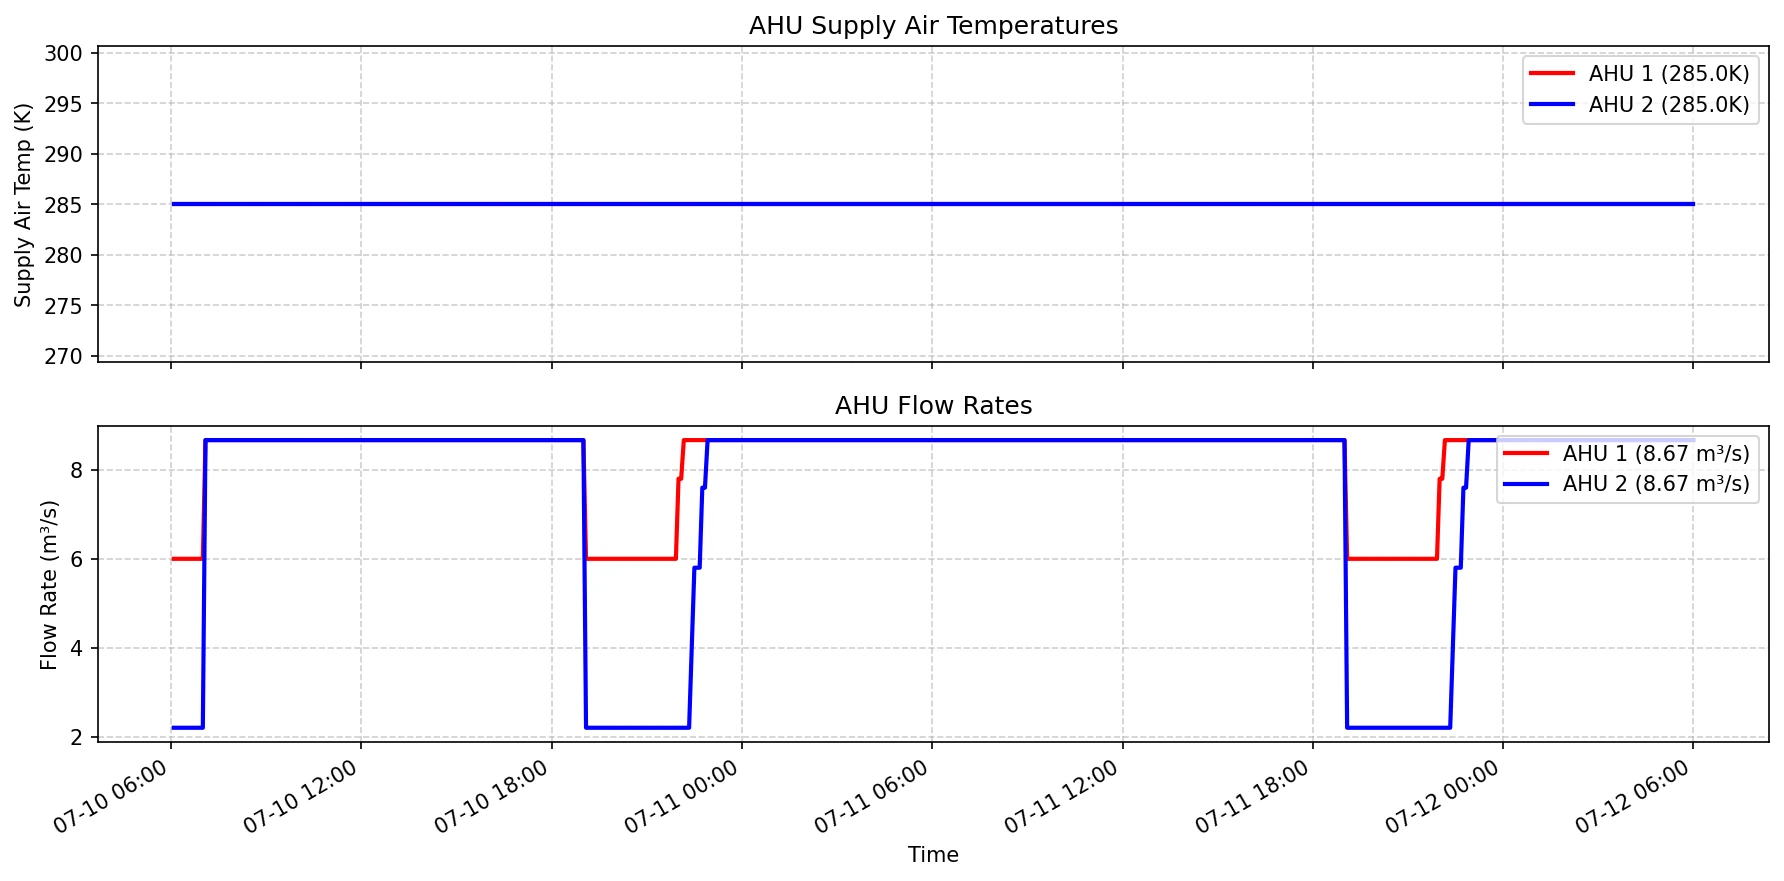 AHU Supply Air Temperatures
Supply Air Temp (K)
300
295
290
285
280
275
270
AHU 1 (285.0K)
AHU 2 (285.0K)
AHU Flow Rates
Flow Rate (m³/s)
8
6
4
2
AHU 1 (8.67 m³/s)
AHU 2 (8.67 m³/s)
07-10 06:00
07-10 12:00
07-10 18:00
07-11 00:00
07-11 06:00
07-11 12:00
07-11 18:00
07-12 00:00
07-12 06:00
Time